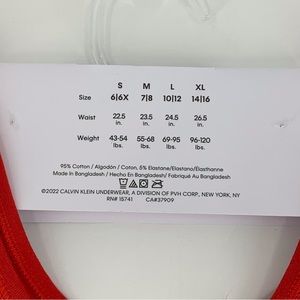 S M L XL
Size 6|6X 7|8 10|12 14|16
Waist 22.5 in. 23.5 in. 24.5 in. 26.5 in.
Weight 43-54 lbs. 55-68 lbs. 69-95 lbs. 96-120 lbs.
95% Cotton / Algodón / Coton, 5% Elastane/Elastano/Élasthanne
Made In Bangladesh / Hecho En Bangladesh/ Fabriqué Au Bangladesh
©2022 CALVIN KLEIN UNDERWEAR, A DIVISION OF PVH CORP., NEW YORK, NY
RN# 15741 CA#37909